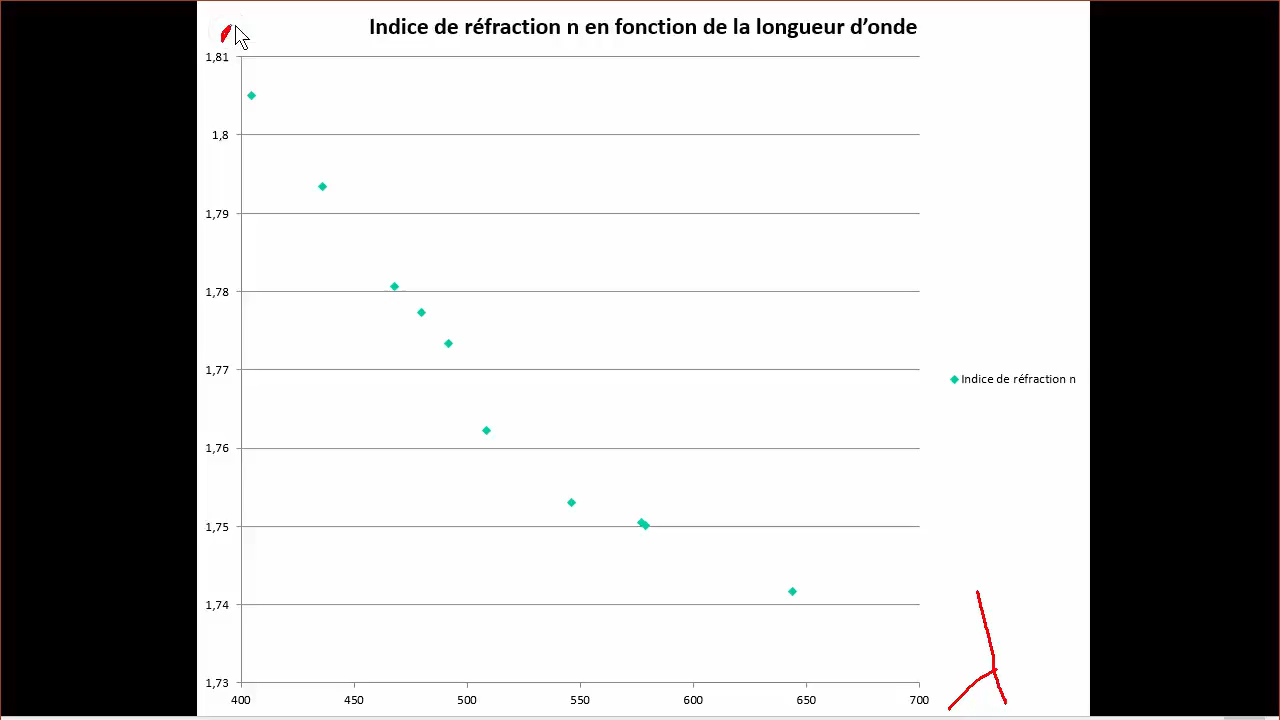 Indice de réfraction n en fonction de la longueur d’onde
1,81
1,8
1,79
1,78
1,77
1,76
1,75
1,74
1,73
400 450 500 550 600 650 700
Indice de réfraction n
λ